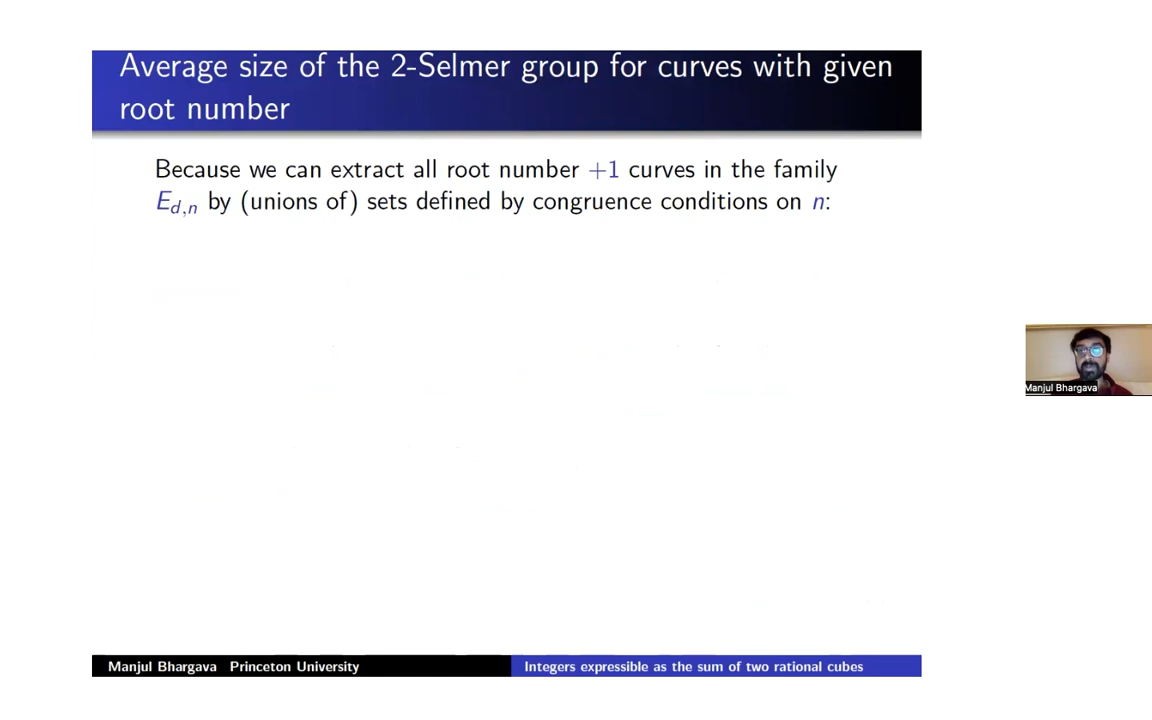 Average size of the 2-Selmer group for curves with given
root number
Because we can extract all root number +1 curves in the family
E_{d,n} by (unions of) sets defined by congruence conditions on n:
Manjul Bhargava
Manjul Bhargava Princeton University
Integers expressible as the sum of two rational cubes